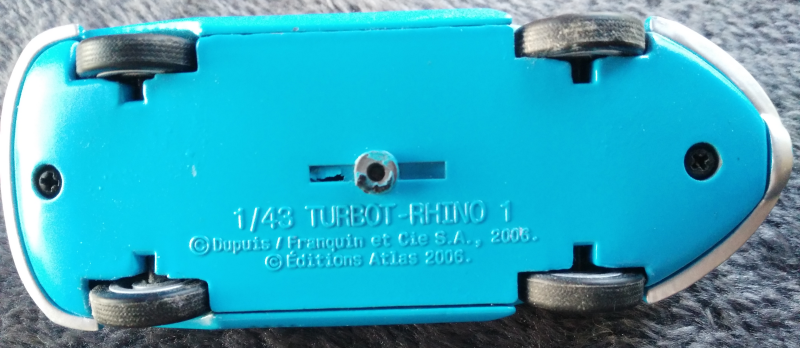 1/43 TURBOT-RHINO 1
©Dupuis/Franquin et Cie S.A., 2006.
©Éditions Atlas 2006.